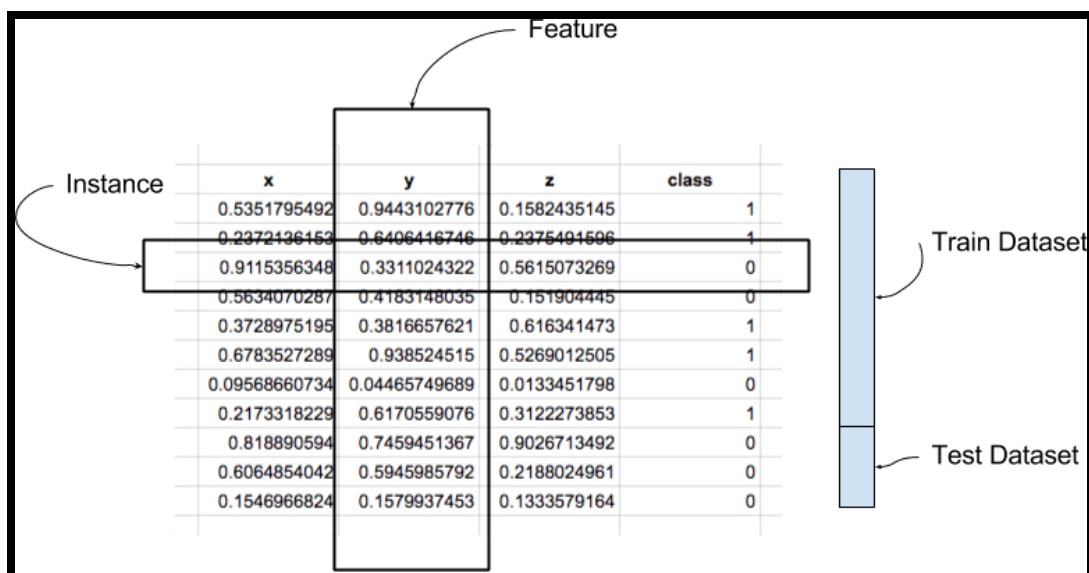 Feature
Instance
x y z class
0.5351795492 0.9443102776 0.1582435145 1
0.2372136153 0.6406416746 0.2375491596 1
0.9115356348 0.3311024322 0.5615073269 0
0.5634070287 0.4183148035 0.151904445 0
0.3728975195 0.3816657621 0.616341473 1
0.6783527289 0.938524515 0.5269012505 1
0.09568660734 0.04465749689 0.0133451798 0
0.2173318229 0.6170559076 0.3122273853 1
0.818890594 0.7459451367 0.9026713492 0
0.6064854042 0.5945985792 0.2188024961 0
0.1546966824 0.1579937453 0.1333579164 0
Train Dataset
Test Dataset